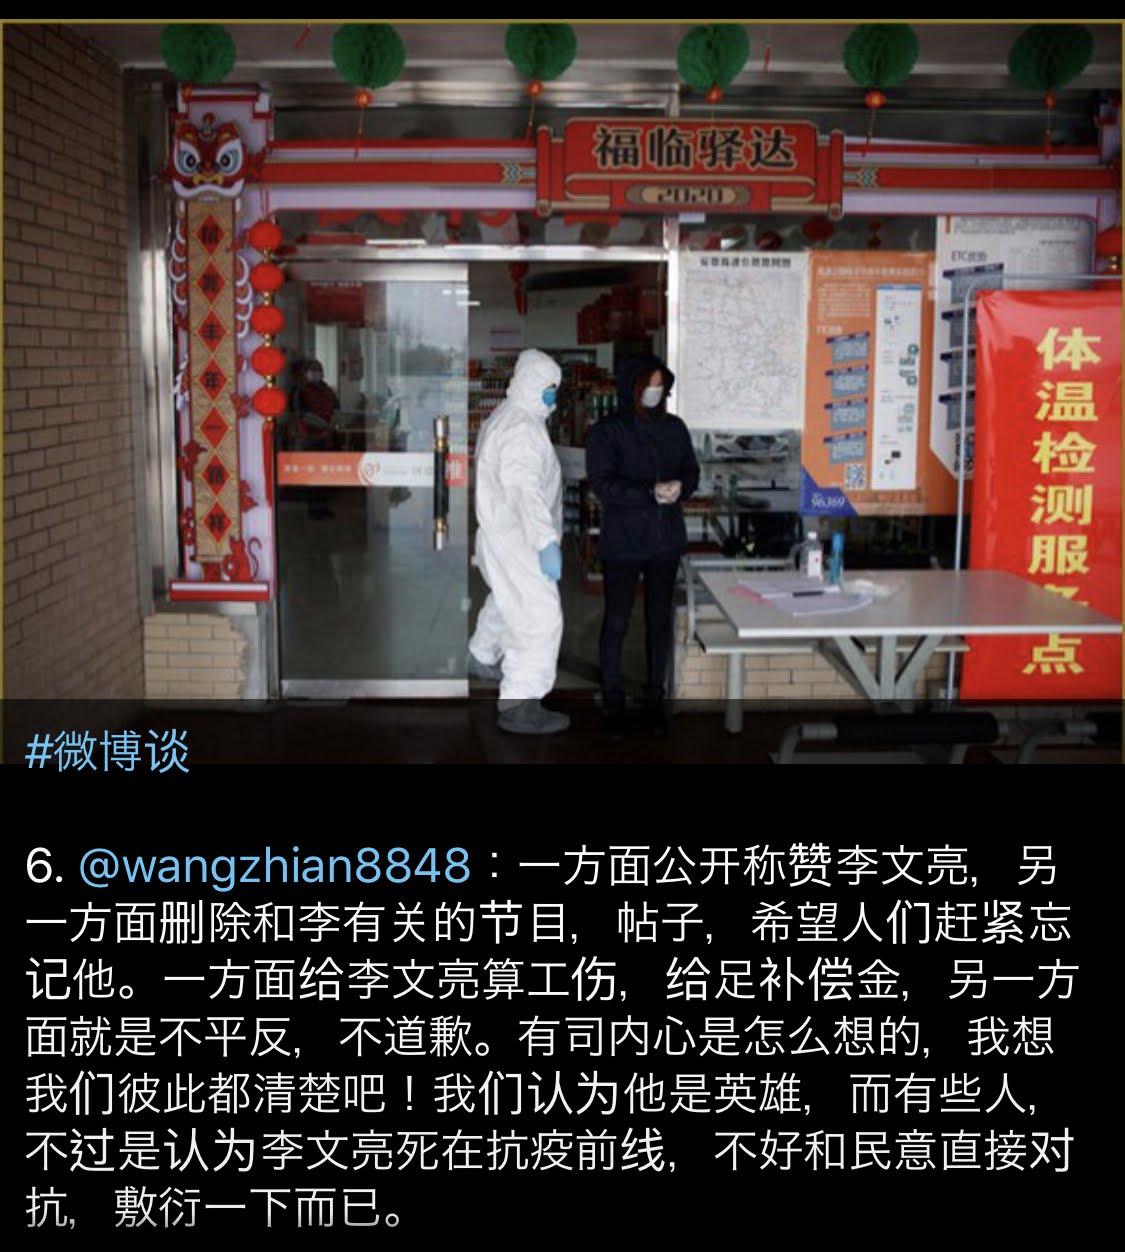 福临驿达
2020
ETC优势
体温检测服务点
96369
#微博谈
6. @wangzhian8848：一方面公开称赞李文亮，另
一方面删除和李有关的节目，帖子，希望人们赶紧忘
记他。一方面给李文亮算工伤，给足补偿金，另一方
面就是不平反，不道歉。有司内心是怎么想的，我想
我们彼此都清楚吧！我们认为他是英雄，而有些人，
不过是认为李文亮死在抗疫前线，不好和民意直接对
抗，敷衍一下而已。